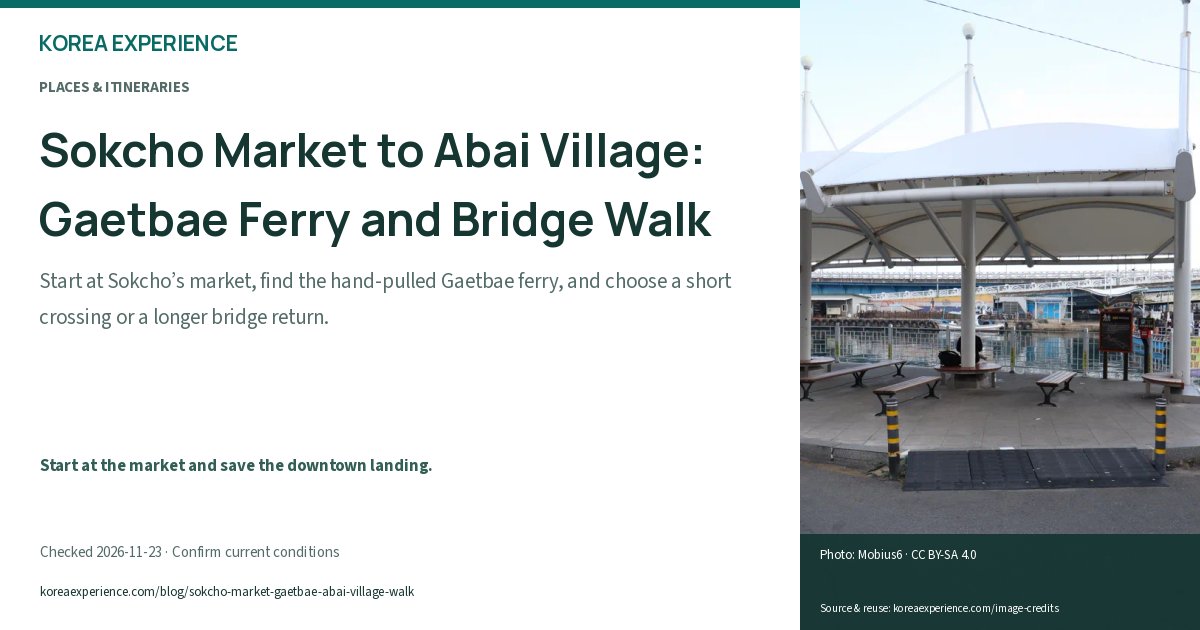 KOREA EXPERIENCE
PLACES & ITINERARIES
Sokcho Market to Abai Village:
Gaetbae Ferry and Bridge Walk
Start at Sokcho’s market, find the hand-pulled Gaetbae ferry, and choose a short
crossing or a longer bridge return.
Start at the market and save the downtown landing.
Checked 2026-11-23 · Confirm current conditions
koreaexperience.com/blog/sokcho-market-gaetbae-abai-village-walk
Photo: Mobius6 · CC BY-SA 4.0
Source & reuse: koreaexperience.com/image-credits